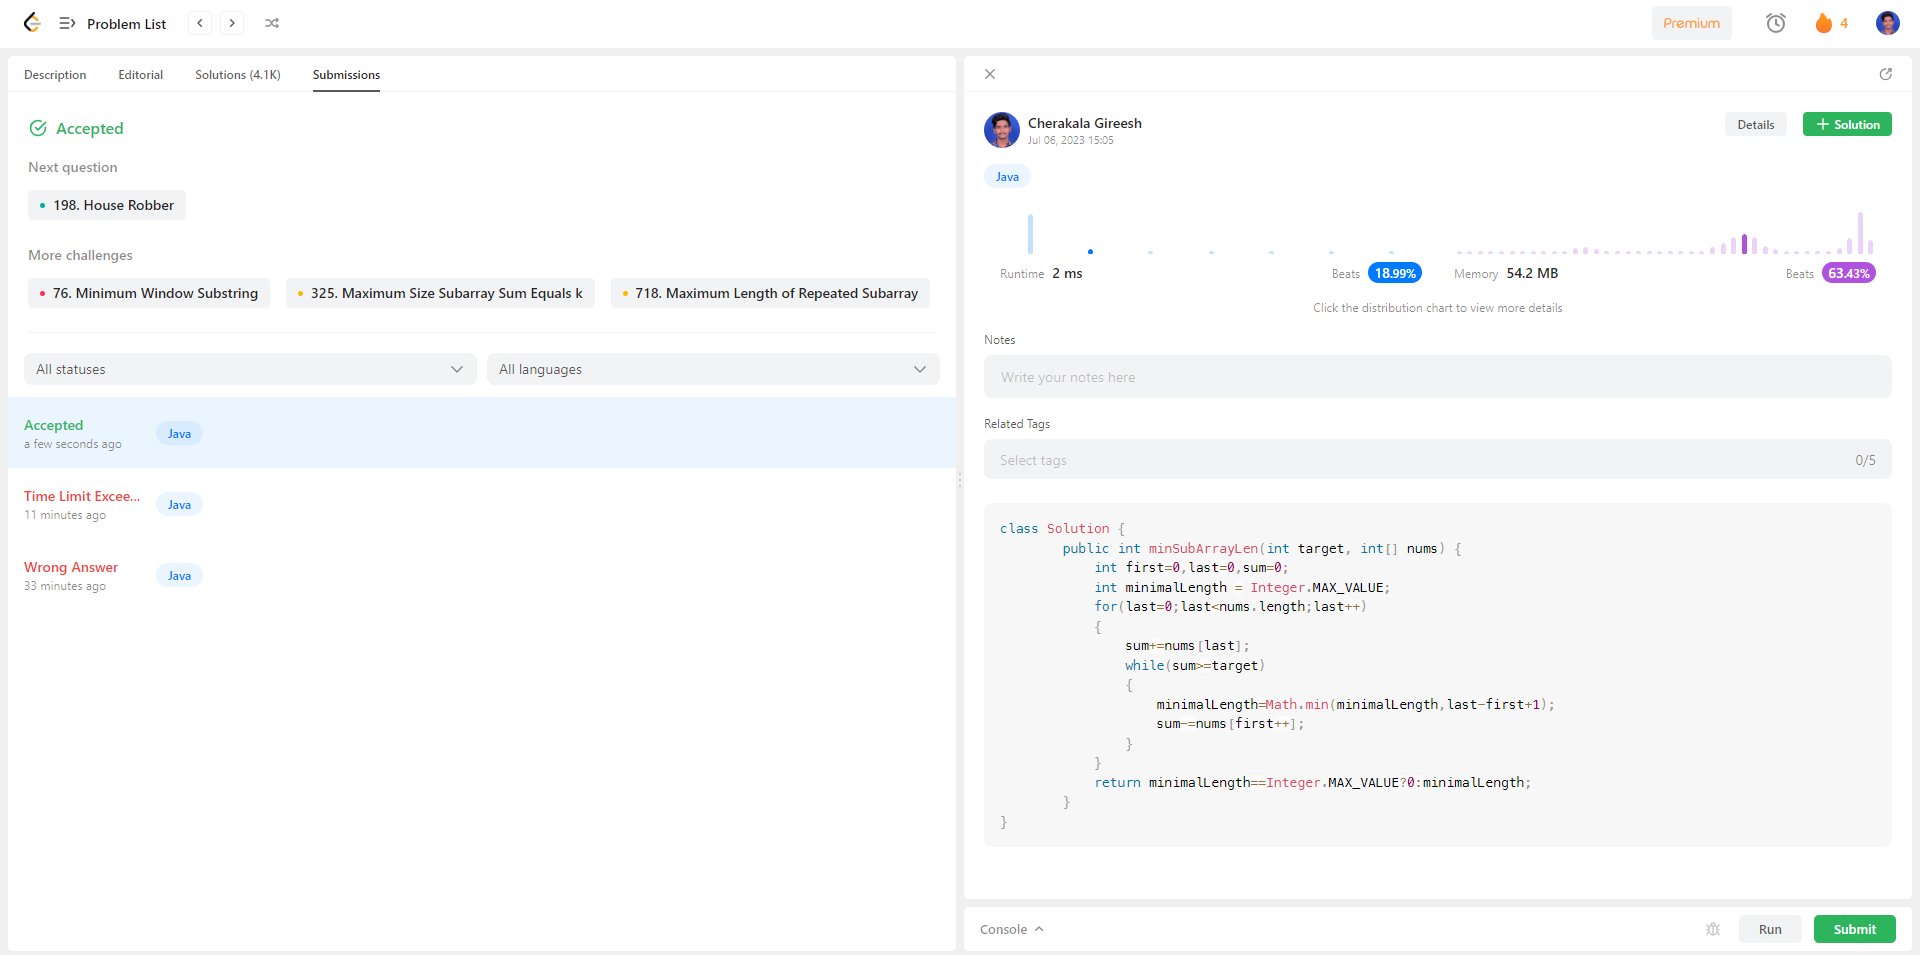 Problem List
Premium
4
Description Editorial Solutions (4.1K) Submissions
Accepted
Next question
198. House Robber
More challenges
76. Minimum Window Substring 325. Maximum Size Subarray Sum Equals k 718. Maximum Length of Repeated Subarray
All statuses All languages
Accepted
a few seconds ago
Java
Time Limit Excee...
11 minutes ago
Java
Wrong Answer
33 minutes ago
Java
Cherakala Gireesh
Jul 06, 2023 15:05
Details
Solution
Java
Runtime 2 ms Beats 18.99% Memory 54.2 MB Beats 63.43%
Click the distribution chart to view more details
Notes
Write your notes here
Related Tags
Select tags 0/5
class Solution {
public int minSubArrayLen(int target, int[] nums) {
int first=0,last=0,sum=0;
int minimalLength = Integer.MAX_VALUE;
for(last=0;last<nums.length;last++)
{
sum+=nums[last];
while(sum>=target)
{
minimalLength=Math.min(minimalLength,last-first+1);
sum-=nums[first++];
}
}
return minimalLength==Integer.MAX_VALUE?0:minimalLength;
}
}
Console Run Submit